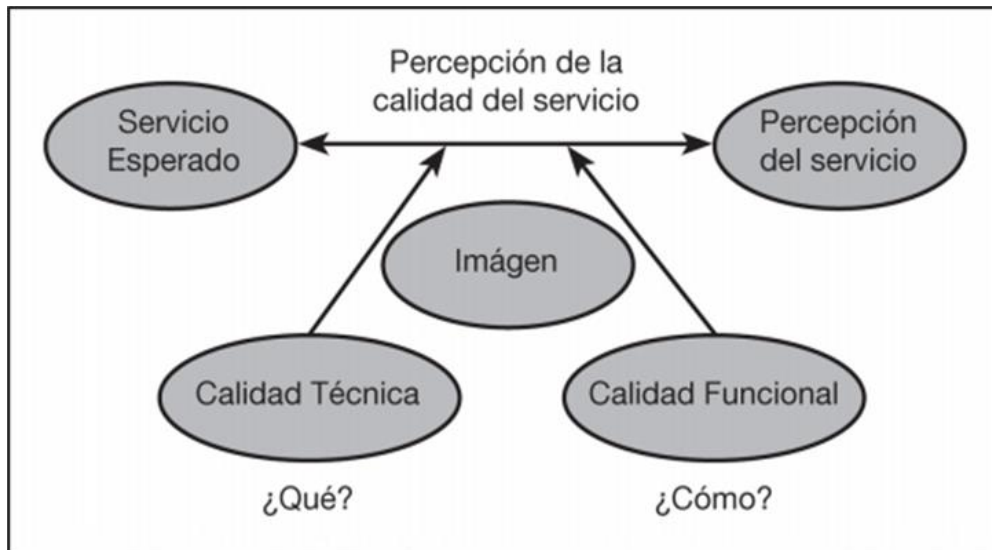 Percepción de la
calidad del servicio
Servicio
Esperado
Percepción
del servicio
Imágen
Calidad Técnica
Calidad Funcional
¿Qué?
¿Cómo?